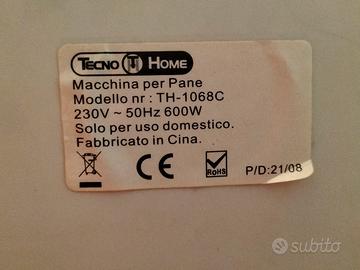 TECNO TH HOME
Macchina per Pane
Modello nr : TH-1068C
230V ~ 50Hz 600W
Solo per uso domestico.
Fabbricato in Cina.
CE
RoHS
P/D:21/08
subito